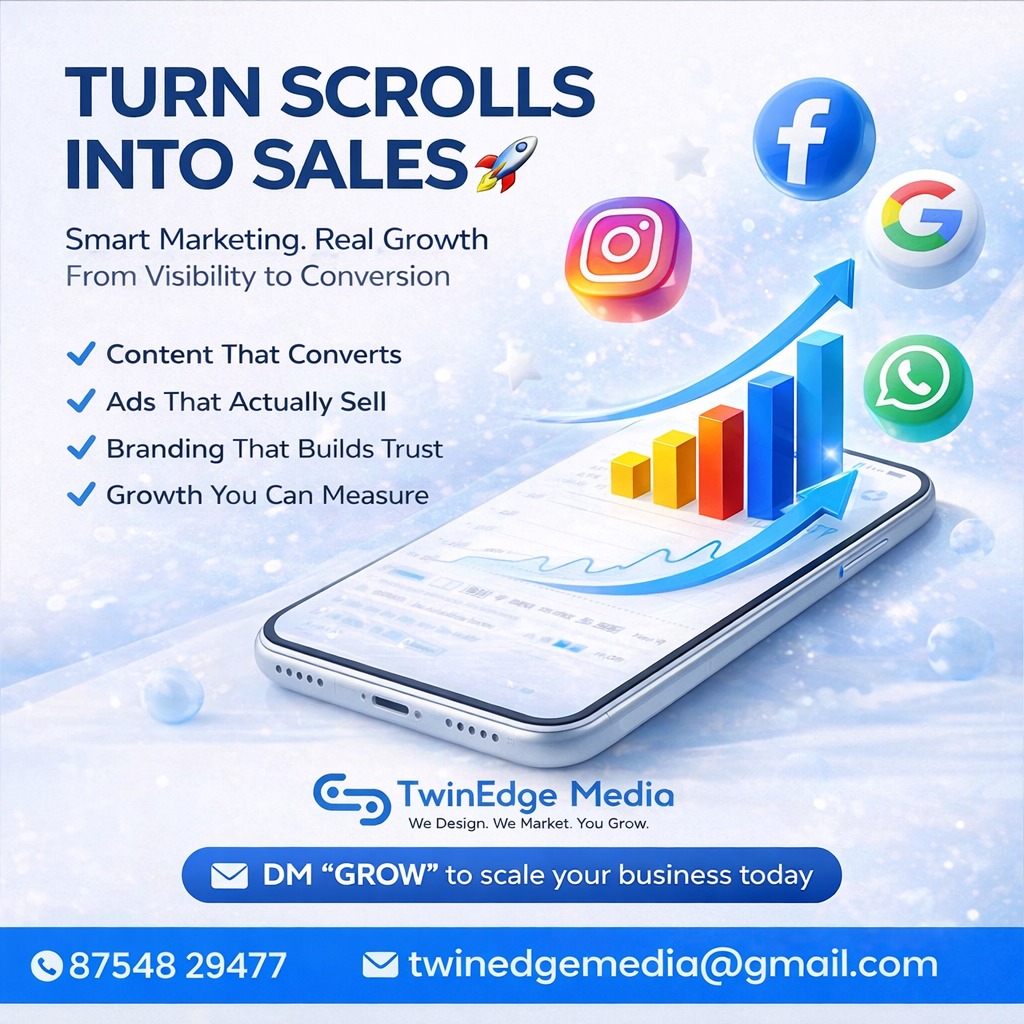 TURN SCROLLS
INTO SALES🚀
Smart Marketing. Real Growth
From Visibility to Conversion
Content That Converts
Ads That Actually Sell
Branding That Builds Trust
Growth You Can Measure
TwinEdge Media
We Design. We Market. You Grow.
DM “GROW” to scale your business today
87548 29477
twinedgemedia@gmail.com